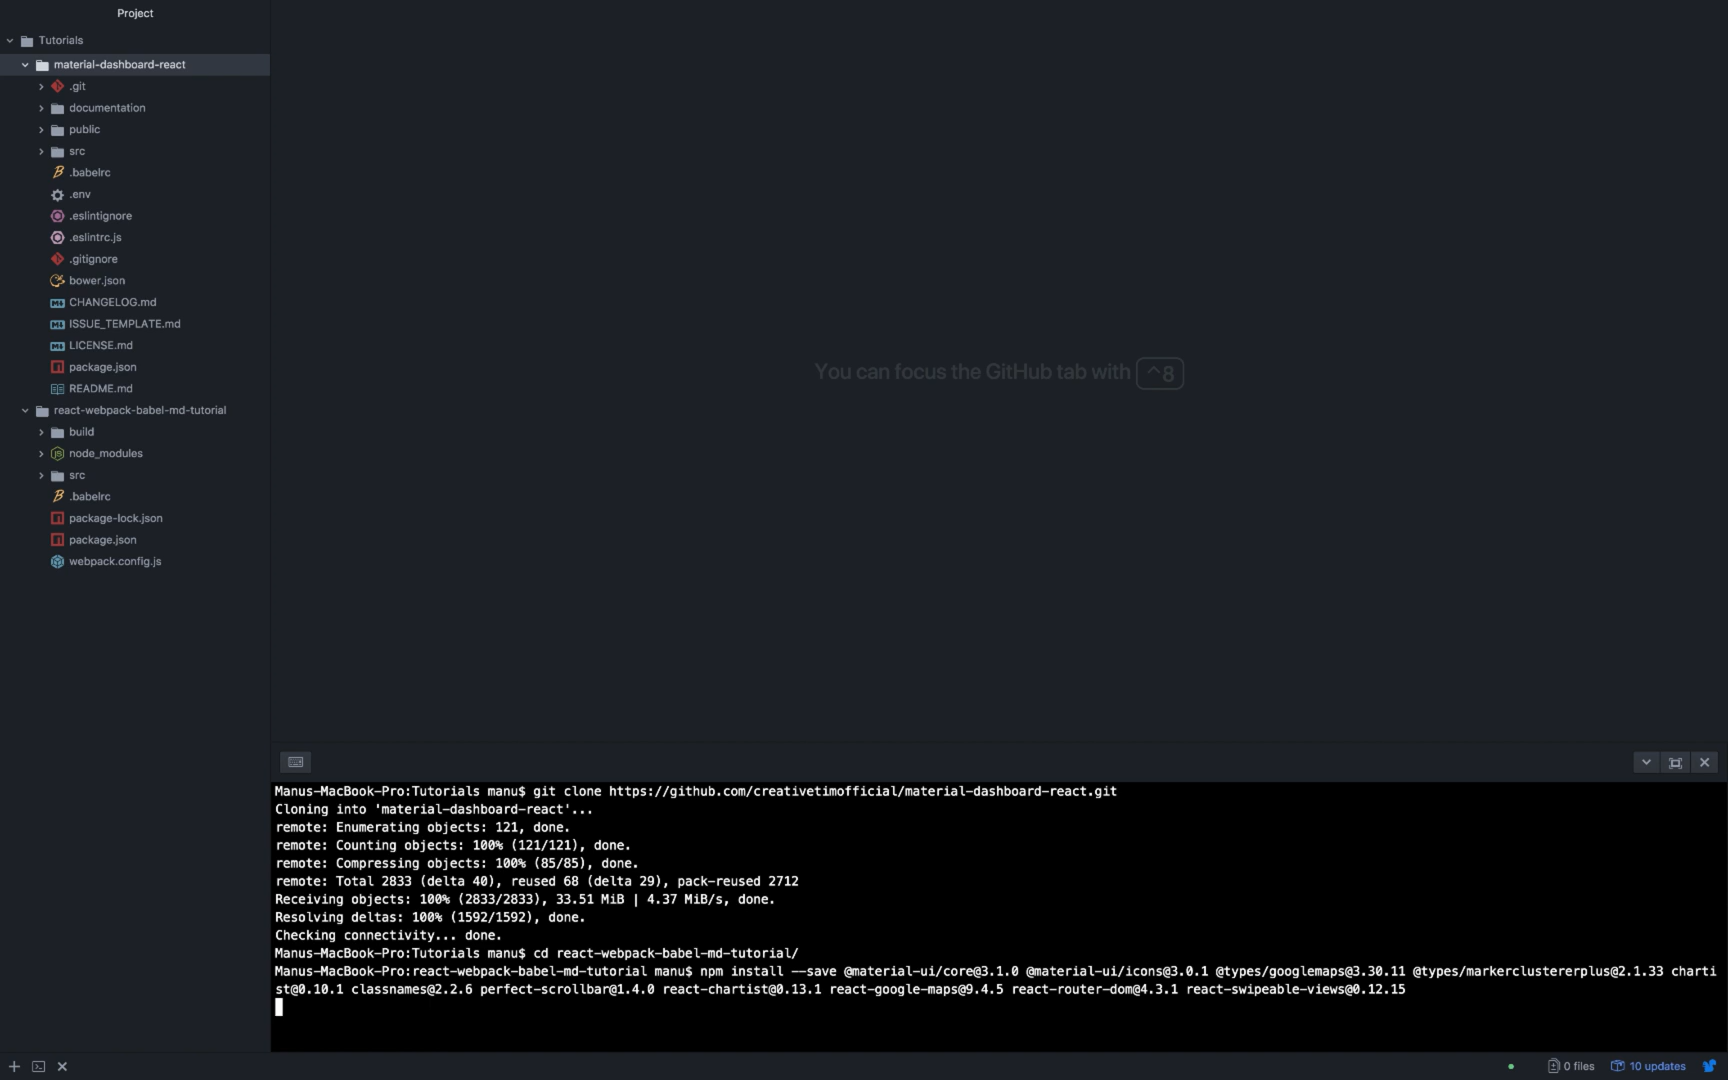 Project
Tutorials
material-dashboard-react
.git
documentation
public
src
.babelrc
.env
.eslintignore
.eslintrc.js
.gitignore
bower.json
CHANGELOG.md
ISSUE_TEMPLATE.md
LICENSE.md
package.json
README.md
react-webpack-babel-md-tutorial
build
node_modules
src
.babelrc
package-lock.json
package.json
webpack.config.js
You can focus the GitHub tab with ^8
Manus-MacBook-Pro:Tutorials manu$ git clone https://github.com/creativetimofficial/material-dashboard-react.git
Cloning into 'material-dashboard-react'...
remote: Enumerating objects: 121, done.
remote: Counting objects: 100% (121/121), done.
remote: Compressing objects: 100% (85/85), done.
remote: Total 2833 (delta 40), reused 68 (delta 29), pack-reused 2712
Receiving objects: 100% (2833/2833), 33.51 MiB | 4.37 MiB/s, done.
Resolving deltas: 100% (1592/1592), done.
Checking connectivity... done.
Manus-MacBook-Pro:Tutorials manu$ cd react-webpack-babel-md-tutorial/
Manus-MacBook-Pro:react-webpack-babel-md-tutorial manu$ npm install --save @material-ui/core@3.1.0 @material-ui/icons@3.0.1 @types/googlemaps@3.30.11 @types/markerclustererplus@2.1.33 charti
st@0.10.1 classnames@2.2.6 perfect-scrollbar@1.4.0 react-chartist@0.13.1 react-google-maps@9.4.5 react-router-dom@4.3.1 react-swipeable-views@0.12.15
0 files
10 updates